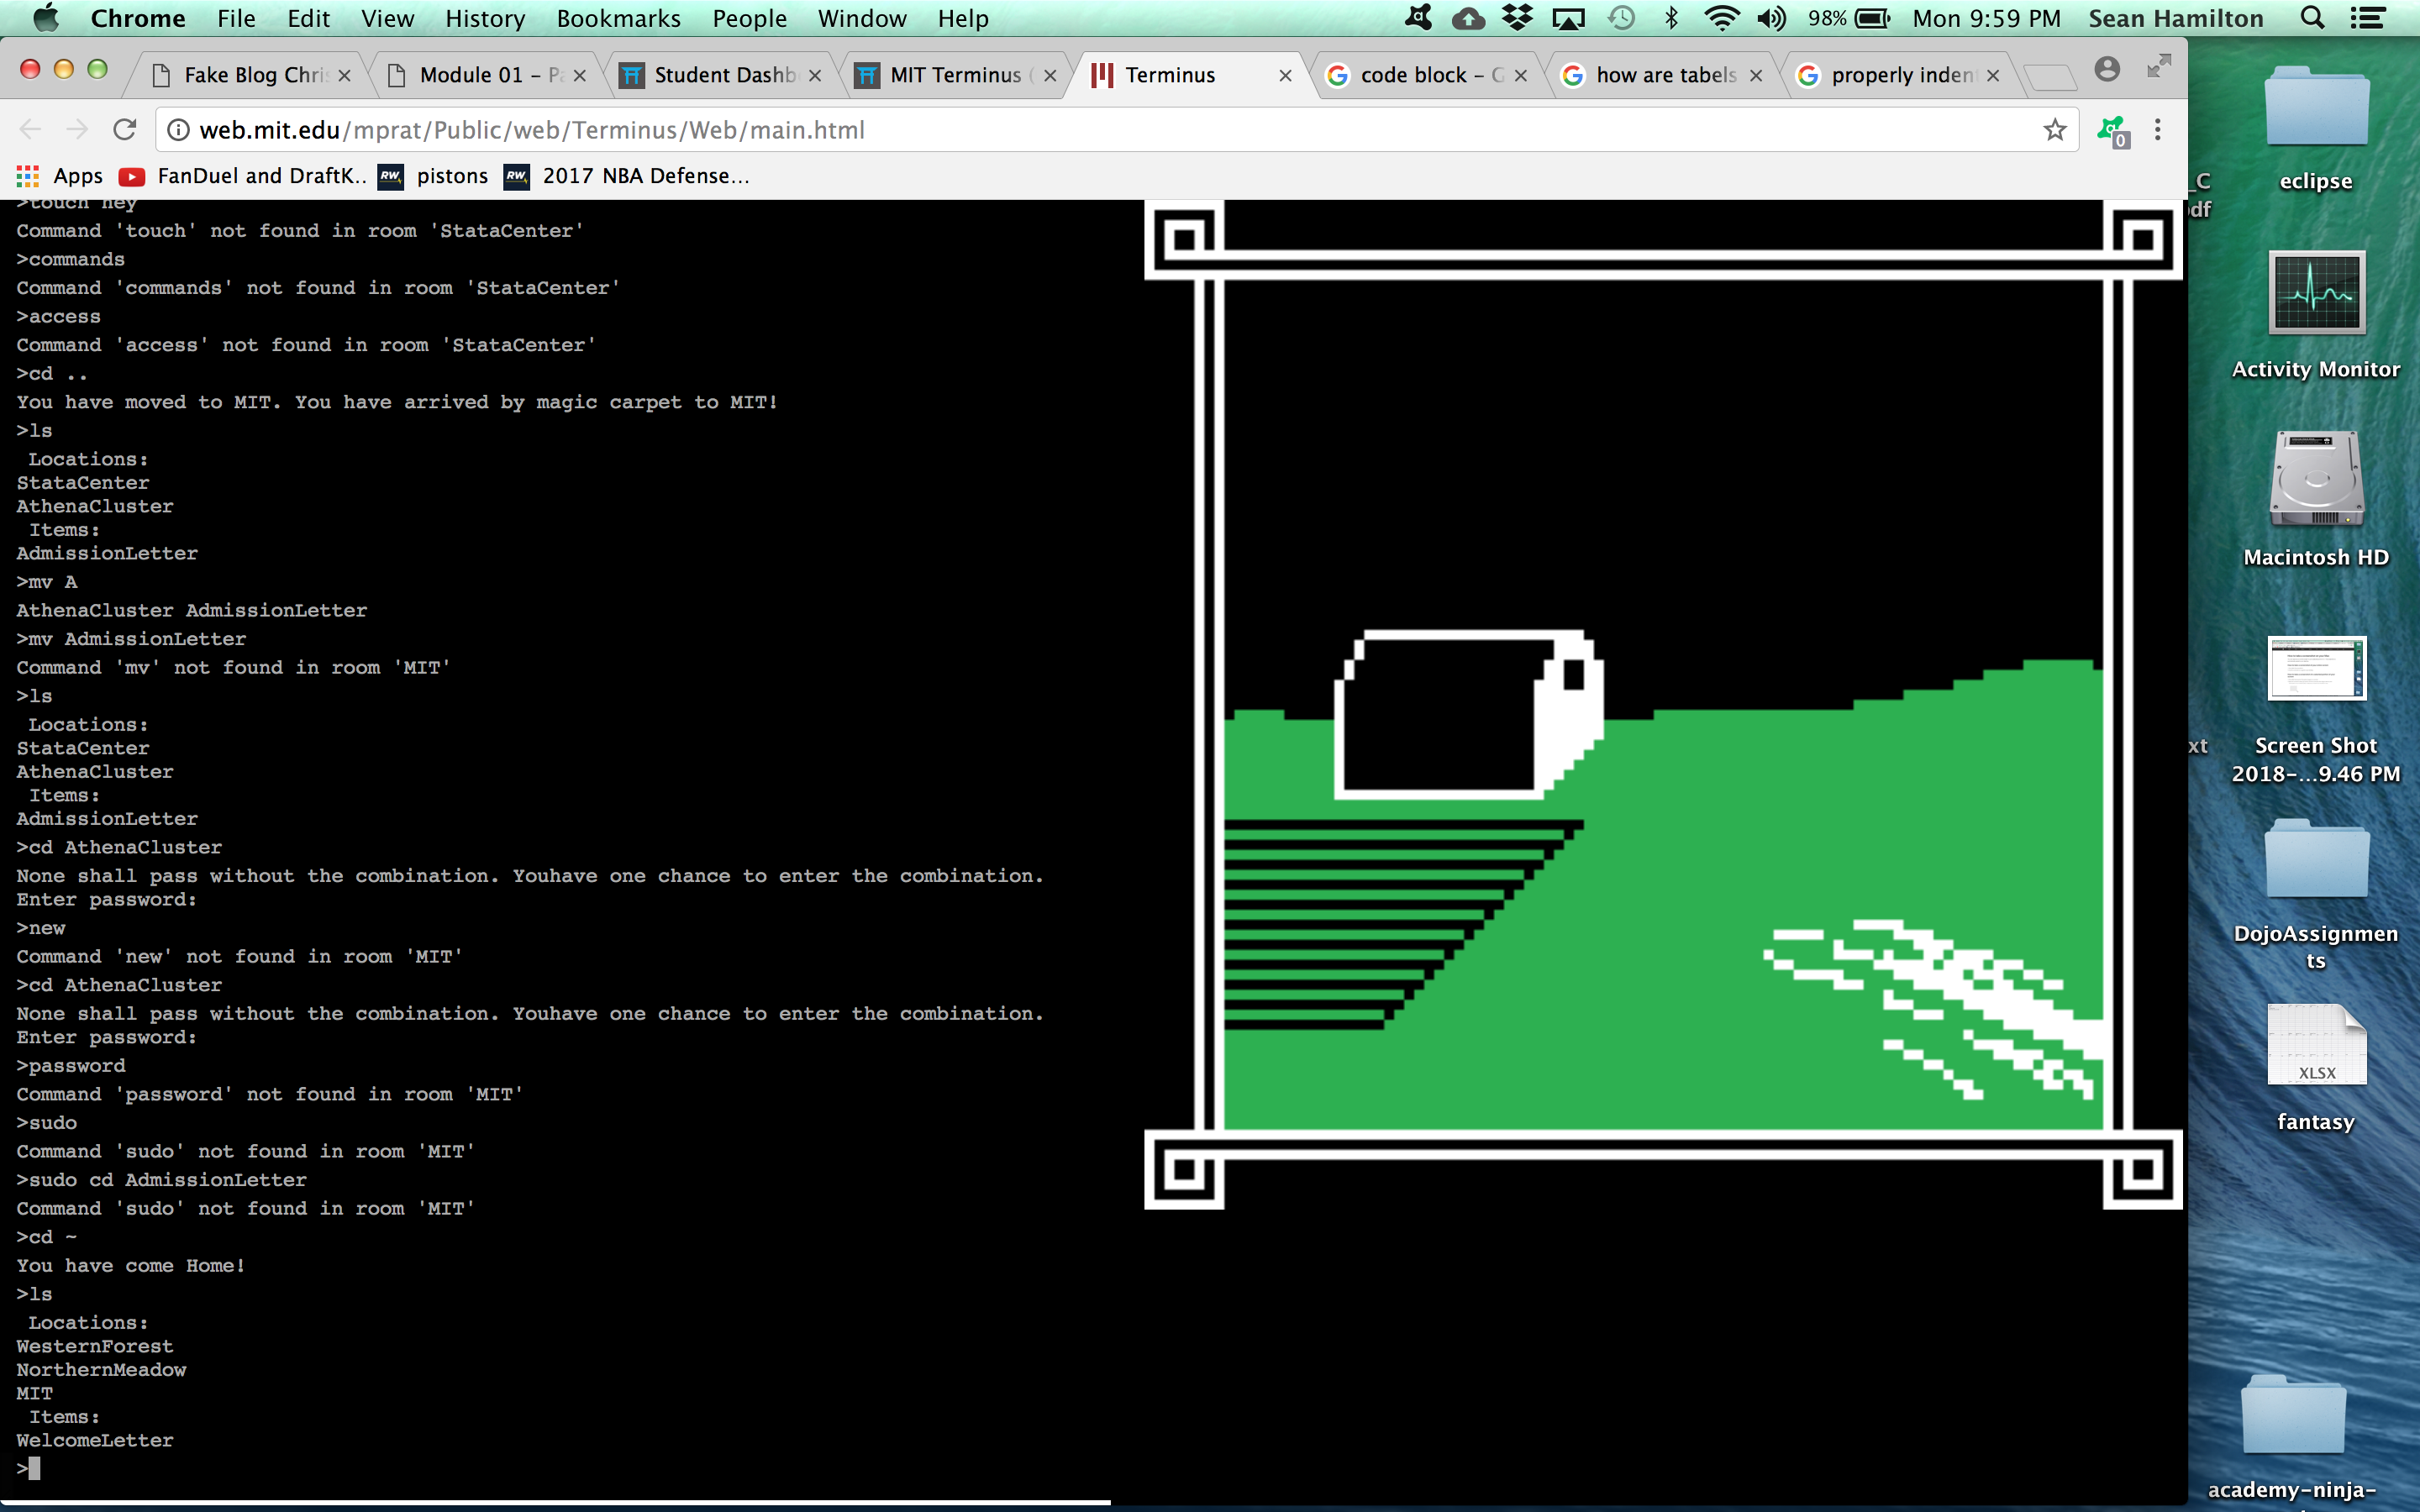 Chrome File Edit View History Bookmarks People Window Help 98% Mon 9:59 PM Sean Hamilton
Fake Blog Chri Module 01 – Pa Student Dashb MIT Terminus ( Terminus code block – G how are tabels properly inden
web.mit.edu/mprat/Public/web/Terminus/Web/main.html
0
Apps FanDuel and DraftK... RW pistons RW 2017 NBA Defense...
>touch hey
Command 'touch' not found in room 'StataCenter'
>commands
Command 'commands' not found in room 'StataCenter'
>access
Command 'access' not found in room 'StataCenter'
>cd ..
You have moved to MIT. You have arrived by magic carpet to MIT!
>ls
Locations:
StataCenter
AthenaCluster
Items:
AdmissionLetter
>mv A
AthenaCluster AdmissionLetter
>mv AdmissionLetter
Command 'mv' not found in room 'MIT'
>ls
Locations:
StataCenter
AthenaCluster
Items:
AdmissionLetter
>cd AthenaCluster
None shall pass without the combination. Youhave one chance to enter the combination.
Enter password:
>new
Command 'new' not found in room 'MIT'
>cd AthenaCluster
None shall pass without the combination. Youhave one chance to enter the combination.
Enter password:
>password
Command 'password' not found in room 'MIT'
>sudo
Command 'sudo' not found in room 'MIT'
>sudo cd AdmissionLetter
Command 'sudo' not found in room 'MIT'
>cd ~
You have come Home!
>ls
Locations:
WesternForest
NorthernMeadow
MIT
Items:
WelcomeLetter
>
_C
df
xt
eclipse
Activity Monitor
Macintosh HD
Screen Shot
2018-...9.46 PM
DojoAssignmen
ts
XLSX
fantasy
academy-ninja-